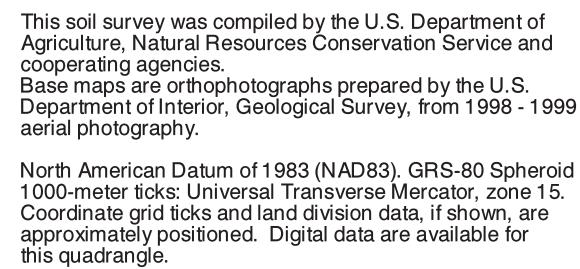 This soil survey was compiled by the U.S. Department of
Agriculture, Natural Resources Conservation Service and
cooperating agencies.
Base maps are orthophotographs prepared by the U.S.
Department of Interior, Geological Survey, from 1998 - 1999
aerial photography.

North American Datum of 1983 (NAD83). GRS-80 Spheroid
1000-meter ticks: Universal Transverse Mercator, zone 15.
Coordinate grid ticks and land division data, if shown, are
approximately positioned.  Digital data are available for
this quadrangle.